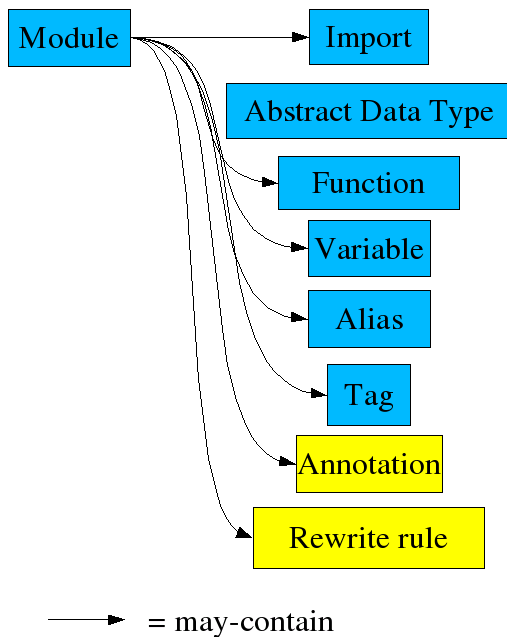 Module
Import
Abstract Data Type
Function
Variable
Alias
Tag
Annotation
Rewrite rule
= may-contain